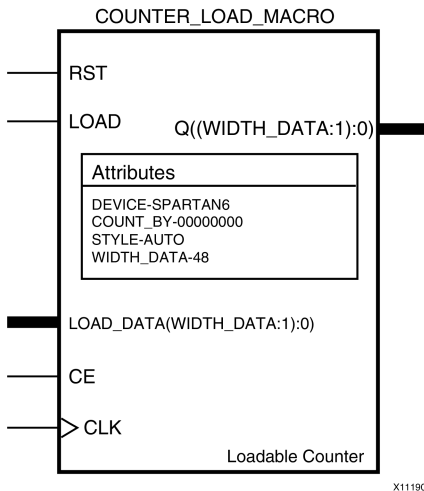 COUNTER_LOAD_MACRO
RST
LOAD
Q((WIDTH_DATA:1):0)
Attributes
DEVICE-SPARTAN6
COUNT_BY-00000000
STYLE-AUTO
WIDTH_DATA-48
LOAD_DATA(WIDTH_DATA:1):0)
CE
CLK
Loadable Counter
X11190